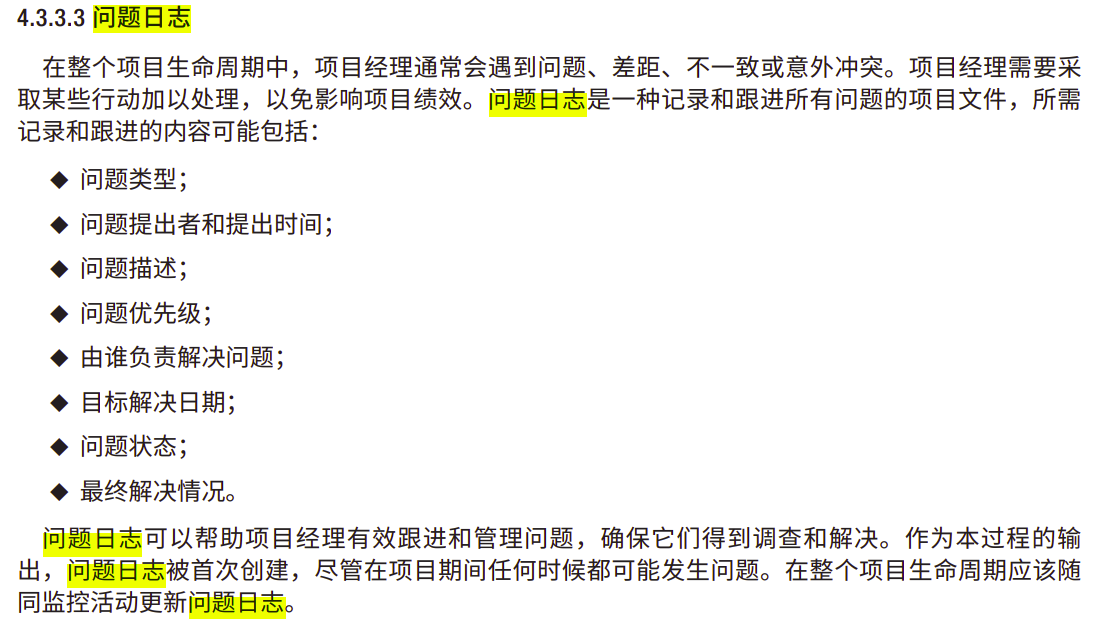 4.3.3.3 问题日志
在整个项目生命周期中，项目经理通常会遇到问题、差距、不一致或意外冲突。项目经理需要采
取某些行动加以处理，以免影响项目绩效。问题日志是一种记录和跟进所有问题的项目文件，所需
记录和跟进的内容可能包括：
◆ 问题类型；
◆ 问题提出者和提出时间；
◆ 问题描述；
◆ 问题优先级；
◆ 由谁负责解决问题；
◆ 目标解决日期；
◆ 问题状态；
◆ 最终解决情况。
问题日志可以帮助项目经理有效跟进和管理问题，确保它们得到调查和解决。作为本过程的输
出，问题日志被首次创建，尽管在项目期间任何时候都可能发生问题。在整个项目生命周期应该随
同监控活动更新问题日志。